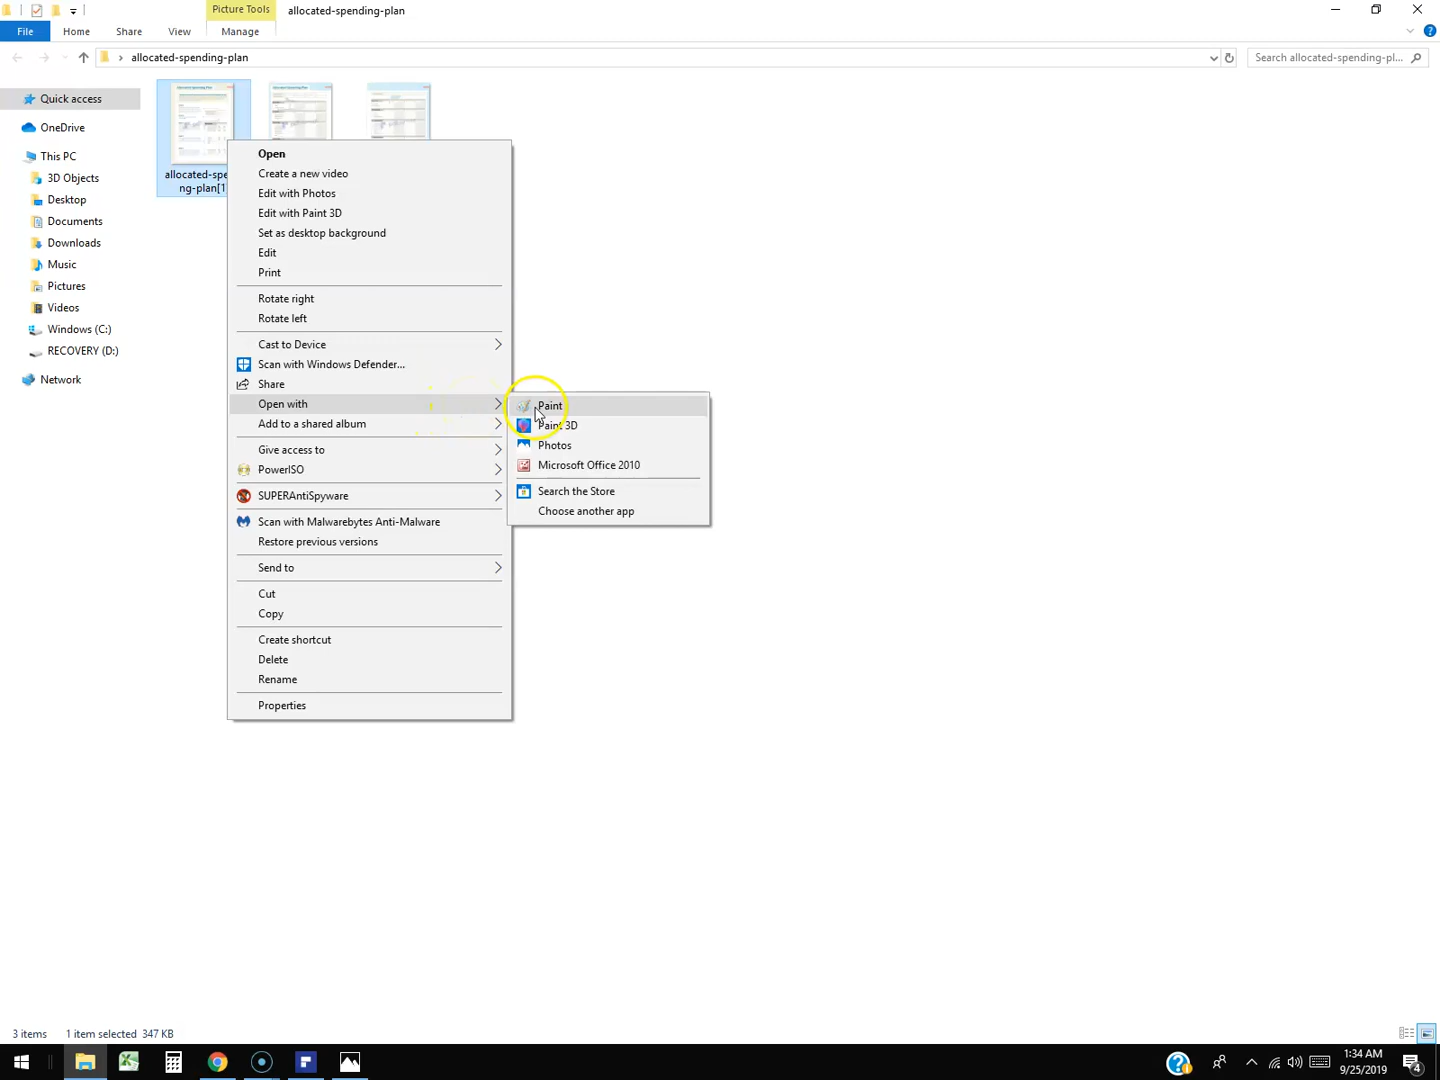 Picture Tools
allocated-spending-plan
File
Home
Share
View
Manage
allocated-spending-plan
Search allocated-spending-pl...
Quick access
OneDrive
This PC
3D Objects
Desktop
Documents
Downloads
Music
Pictures
Videos
Windows (C:)
RECOVERY (D:)
Network
allocated-spe
ng-plan[1
Open
Create a new video
Edit with Photos
Edit with Paint 3D
Set as desktop background
Edit
Print
Rotate right
Rotate left
Cast to Device
Scan with Windows Defender...
Share
Open with
Add to a shared album
Give access to
PowerISO
SUPERAntiSpyware
Scan with Malwarebytes Anti-Malware
Restore previous versions
Send to
Cut
Copy
Create shortcut
Delete
Rename
Properties
Paint
Paint 3D
Photos
Microsoft Office 2010
Search the Store
Choose another app
3 items
1 item selected 347 KB
1:34 AM
9/25/2019
4